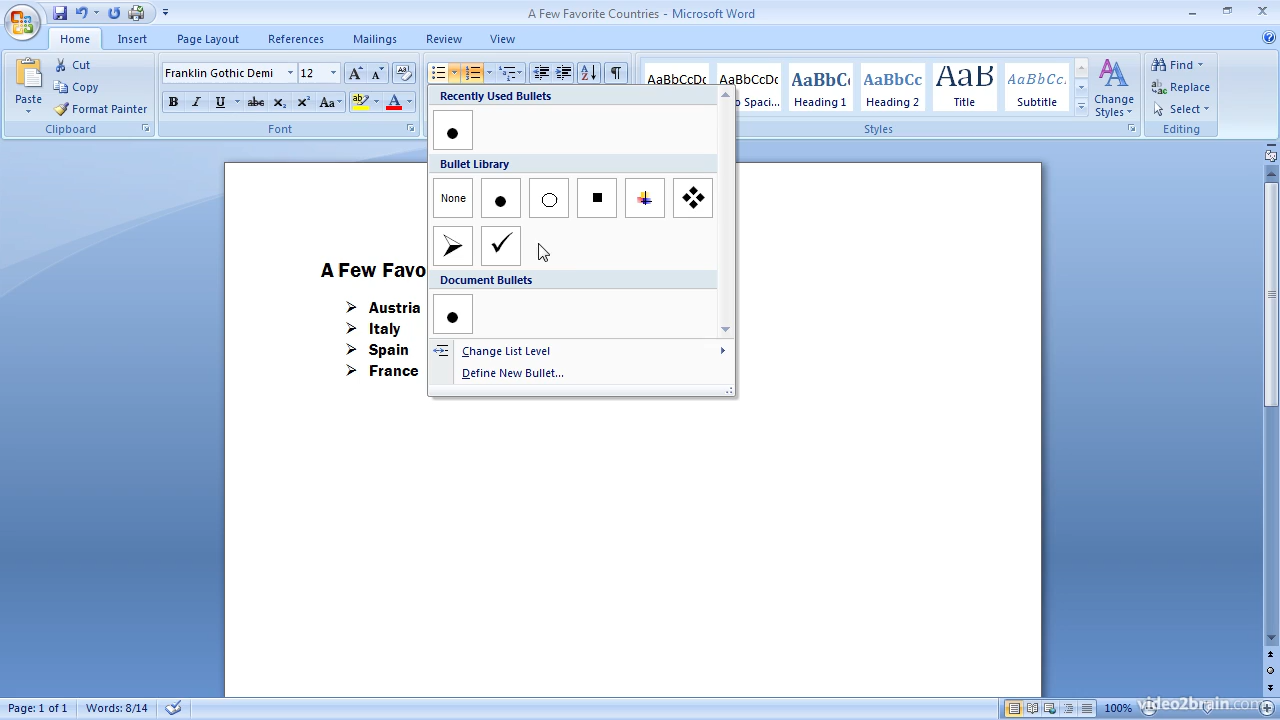 A Few Favorite Countries - Microsoft Word
Home Insert Page Layout References Mailings Review View
Paste
Cut
Copy
Format Painter
Clipboard
Franklin Gothic Demi 12
Font
AaBbCcDc
AaBbCcDc
o Spaci...
AaBbC
Heading 1
AaBbCc
Heading 2
AaB
Title
AaBbCc.
Subtitle
Change
Styles
Styles
Find
Replace
Select
Editing
Recently Used Bullets
Bullet Library
None
Document Bullets
Change List Level
Define New Bullet...
A Few Favo
Austria
Italy
Spain
France
Page: 1 of 1 Words: 8/14 100%
video2brain.com